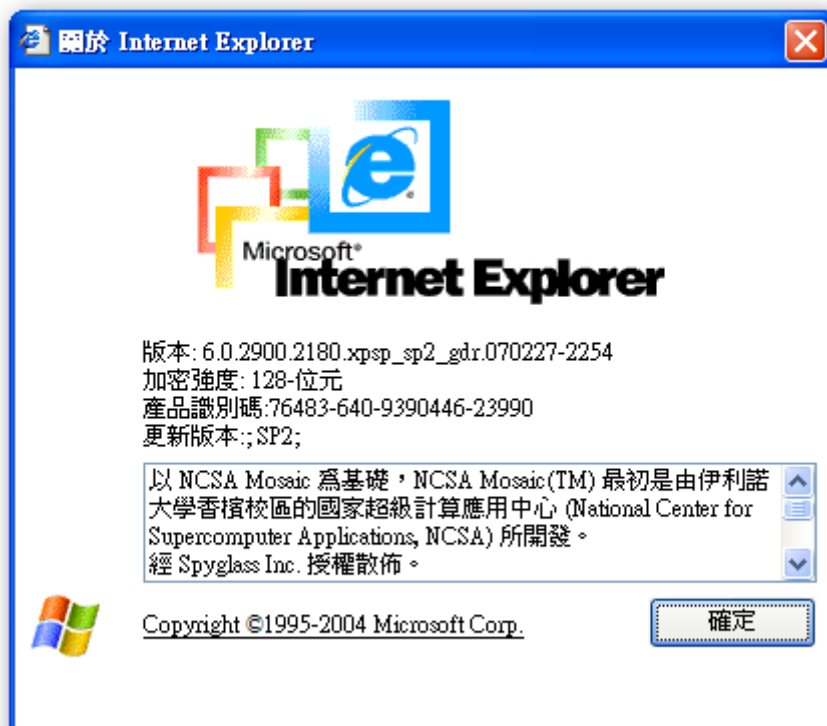 關於 Internet Explorer
Microsoft®
Internet Explorer
版本: 6.0.2900.2180.xpsp_sp2_gdr.070227-2254
加密強度: 128-位元
產品識別碼:76483-640-9390446-23990
更新版本:; SP2;
以 NCSA Mosaic 為基礎，NCSA Mosaic(TM) 最初是由伊利諾
大學香檳校區的國家超級計算應用中心 (National Center for
Supercomputer Applications, NCSA) 所開發。
經 Spyglass Inc. 授權散佈。
Copyright ©1995-2004 Microsoft Corp.
確定